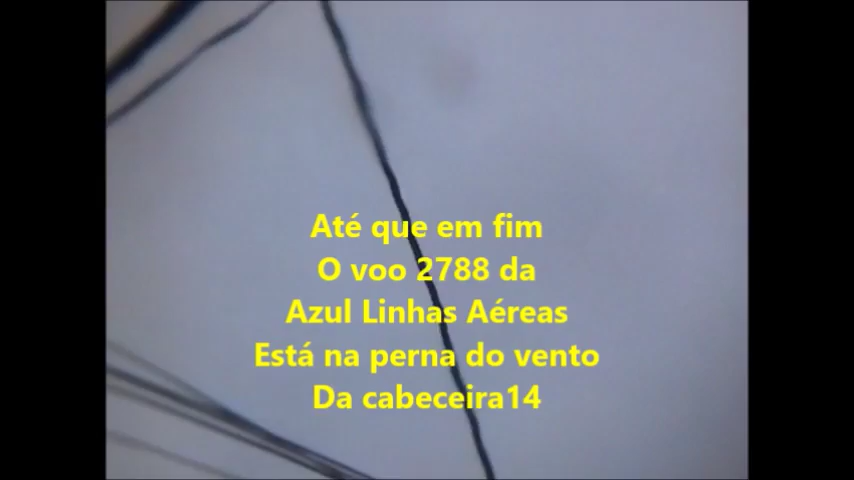 Até que em fim
O voo 2788 da
Azul Linhas Aéreas
Está na perna do vento
Da cabeceira14